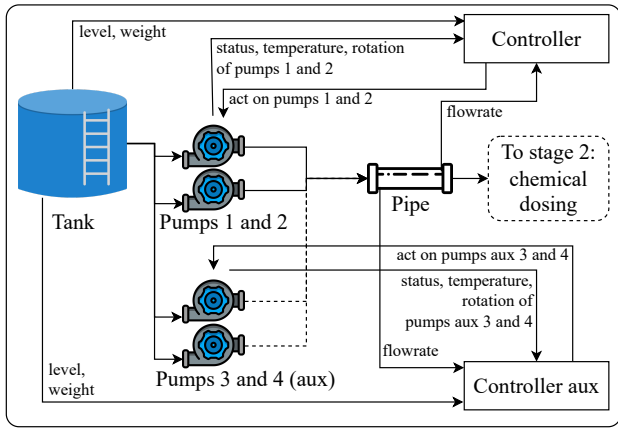 level, weight
status, temperature, rotation
of pumps 1 and 2
Controller
act on pumps 1 and 2
flowrate
To stage 2:
chemical
dosing
Tank
Pumps 1 and 2
Pipe
act on pumps aux 3 and 4
status, temperature,
rotation of
pumps aux 3 and 4
flowrate
level,
weight
Pumps 3 and 4 (aux)
Controller aux